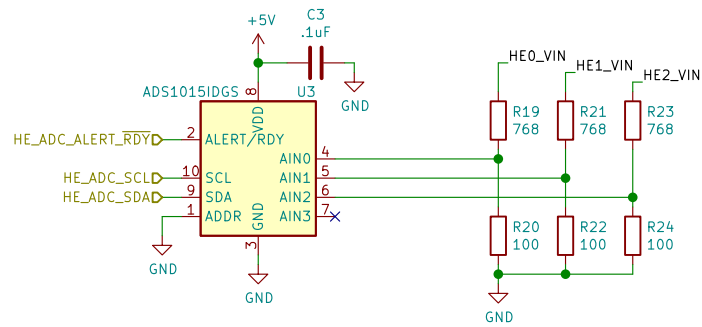 +5V
C3
.1uF
GND
ADS1015IDGS
U3
8
VDD
HE_ADC_ALERT_RDY
2
ALERT/RDY
HE_ADC_SCL
10
SCL
HE_ADC_SDA
9
SDA
1
ADDR
GND
3
GND
GND
AIN0
4
AIN1
5
AIN2
6
AIN3
7
HE0_VIN
HE1_VIN
HE2_VIN
R19
768
R21
768
R23
768
R20
100
R22
100
R24
100
GND